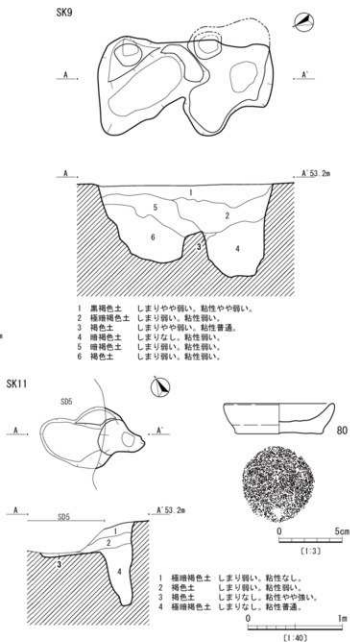 SK9
A
A'
A
A' 53.2m
1
5
2
6
3
4
1 黒褐色土 しまりやや弱い。粘性やや弱い。
2 極暗褐色土 しまり弱い。粘性弱い。
3 褐色土 しまりやや弱い。粘性普通。
4 暗褐色土 しまりなし。粘性弱い。
5 暗褐色土 しまり弱い。粘性弱い。
6 褐色土 しまり弱い。粘性弱い。
SK11
SD5
A
A'
80
A
A' 53.2m
SD5
1
2
3
4
0 5cm
[1:3]
1 極暗褐色土 しまり弱い。粘性なし。
2 褐色土 しまり弱い。粘性弱い。
3 褐色土 しまりなし。粘性やや強い。
4 極暗褐色土 しまりなし。粘性普通。
0 1m
[1:40]